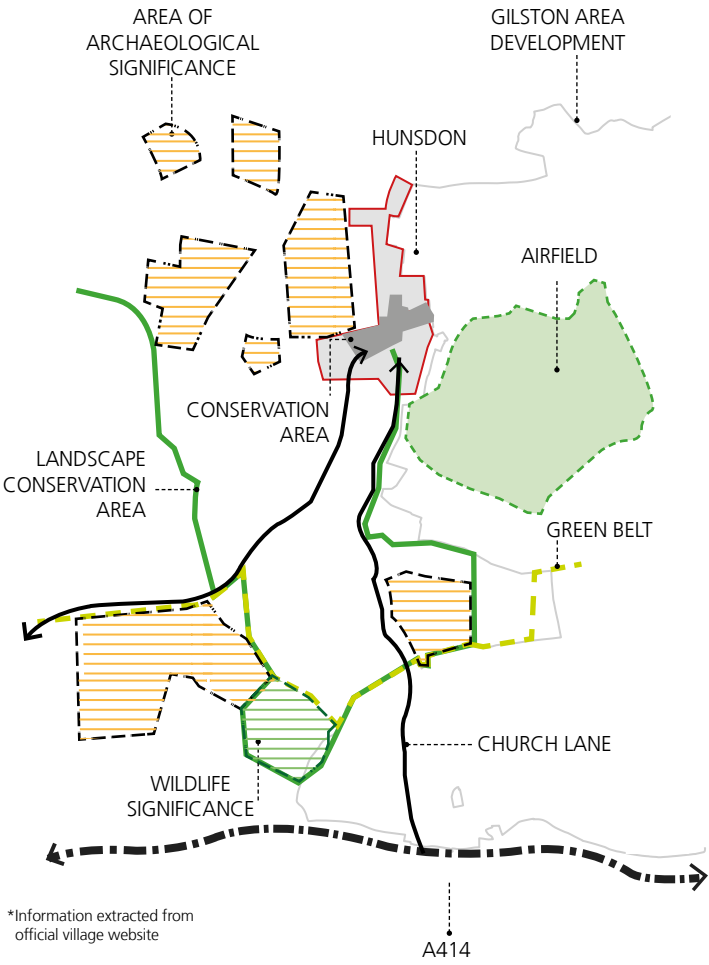 AREA OF
ARCHAEOLOGICAL
SIGNIFICANCE
GILSTON AREA
DEVELOPMENT
HUNSDON
AIRFIELD
CONSERVATION
AREA
LANDSCAPE
CONSERVATION
AREA
GREEN BELT
CHURCH LANE
WILDLIFE
SIGNIFICANCE
*Information extracted from
official village website
A414